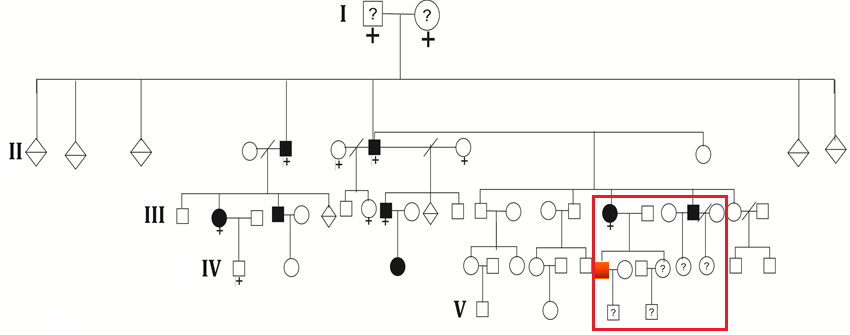 I ? ?
II
III
IV ? ? ?
V ? ?